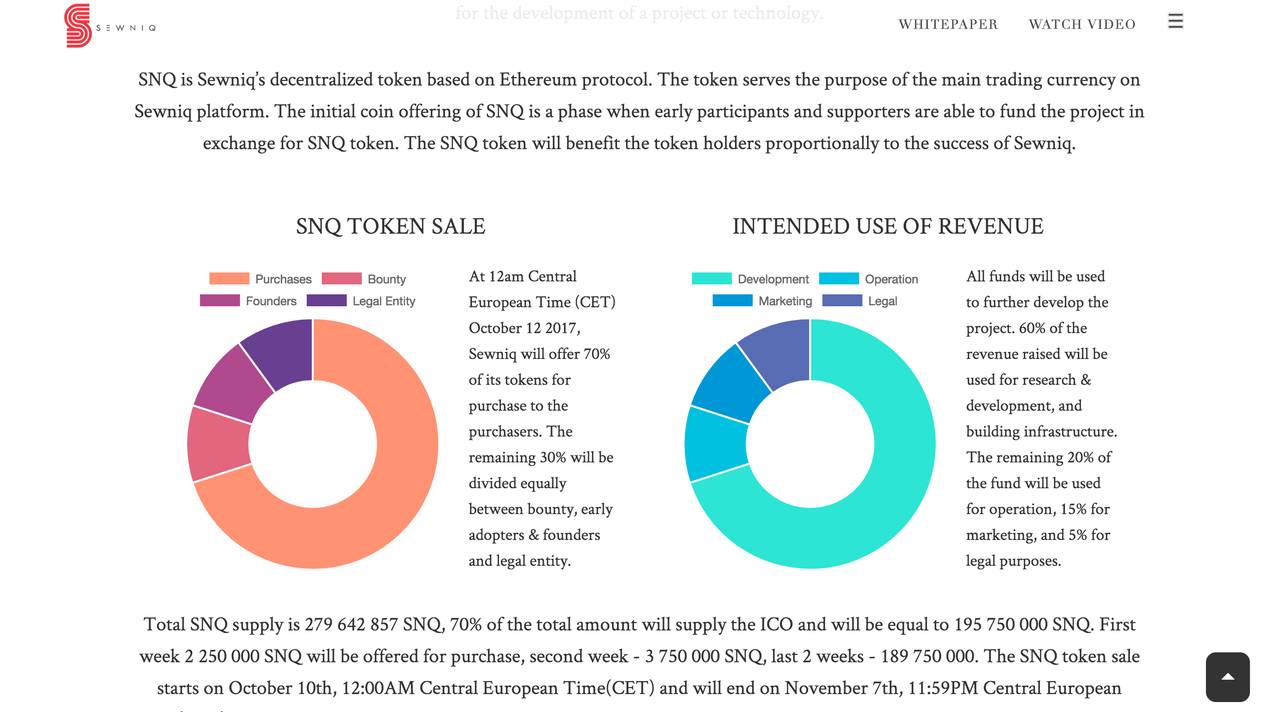 for the development of a project or technology.
SEWNIQ
WHITEPAPER
WATCH VIDEO
SNQ is Sewniq’s decentralized token based on Ethereum protocol. The token serves the purpose of the main trading currency on
Sewniq platform. The initial coin offering of SNQ is a phase when early participants and supporters are able to fund the project in
exchange for SNQ token. The SNQ token will benefit the token holders proportionally to the success of Sewniq.
SNQ TOKEN SALE
Purchases
Bounty
Founders
Legal Entity
At 12am Central
European Time (CET)
October 12 2017,
Sewniq will offer 70%
of its tokens for
purchase to the
purchasers. The
remaining 30% will be
divided equally
between bounty, early
adopters & founders
and legal entity.
INTENDED USE OF REVENUE
Development
Operation
Marketing
Legal
All funds will be used
to further develop the
project. 60% of the
revenue raised will be
used for research &
development, and
building infrastructure.
The remaining 20% of
the fund will be used
for operation, 15% for
marketing, and 5% for
legal purposes.
Total SNQ supply is 279 642 857 SNQ, 70% of the total amount will supply the ICO and will be equal to 195 750 000 SNQ. First
week 2 250 000 SNQ will be offered for purchase, second week - 3 750 000 SNQ, last 2 weeks - 189 750 000. The SNQ token sale
starts on October 10th, 12:00AM Central European Time(CET) and will end on November 7th, 11:59PM Central European